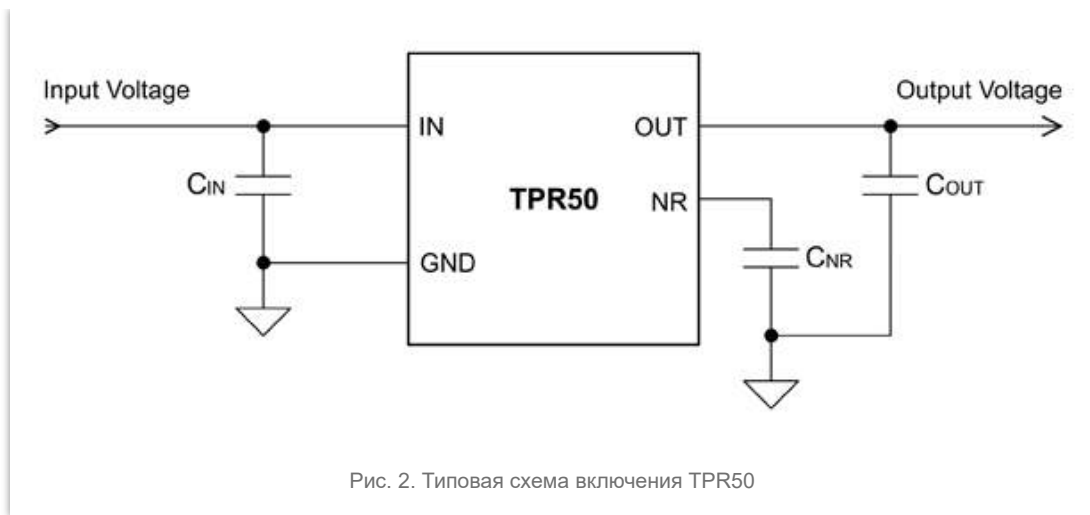 Input Voltage
Output Voltage
IN
OUT
CIN
TPR50
NR
COUT
GND
CNR
Рис. 2. Типовая схема включения TPR50